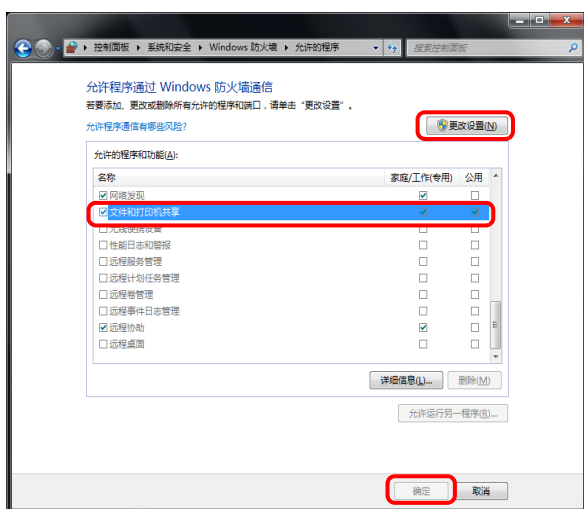 控制面板 ▸ 系统和安全 ▸ Windows 防火墙 ▸ 允许的程序
搜索控制面板
允许程序通过 Windows 防火墙通信
若要添加、更改或删除所有允许的程序和端口，请单击“更改设置”。
允许程序通信有哪些风险?
更改设置(N)
允许的程序和功能(A):
名称 家庭/工作(专用) 公用
网络发现
文件和打印机共享
无线便携设备
性能日志和警报
远程服务管理
远程计划任务管理
远程卷管理
远程事件日志管理
远程协助
远程桌面
详细信息(L)... 删除(M)
允许运行另一程序(R)...
确定 取消